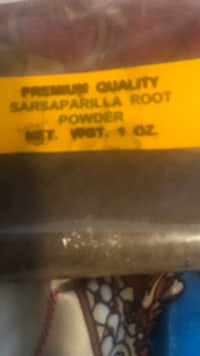 PREMIUM QUALITY
SARSAPARILLA ROOT
POWDER
NET. WGT. 1 OZ.